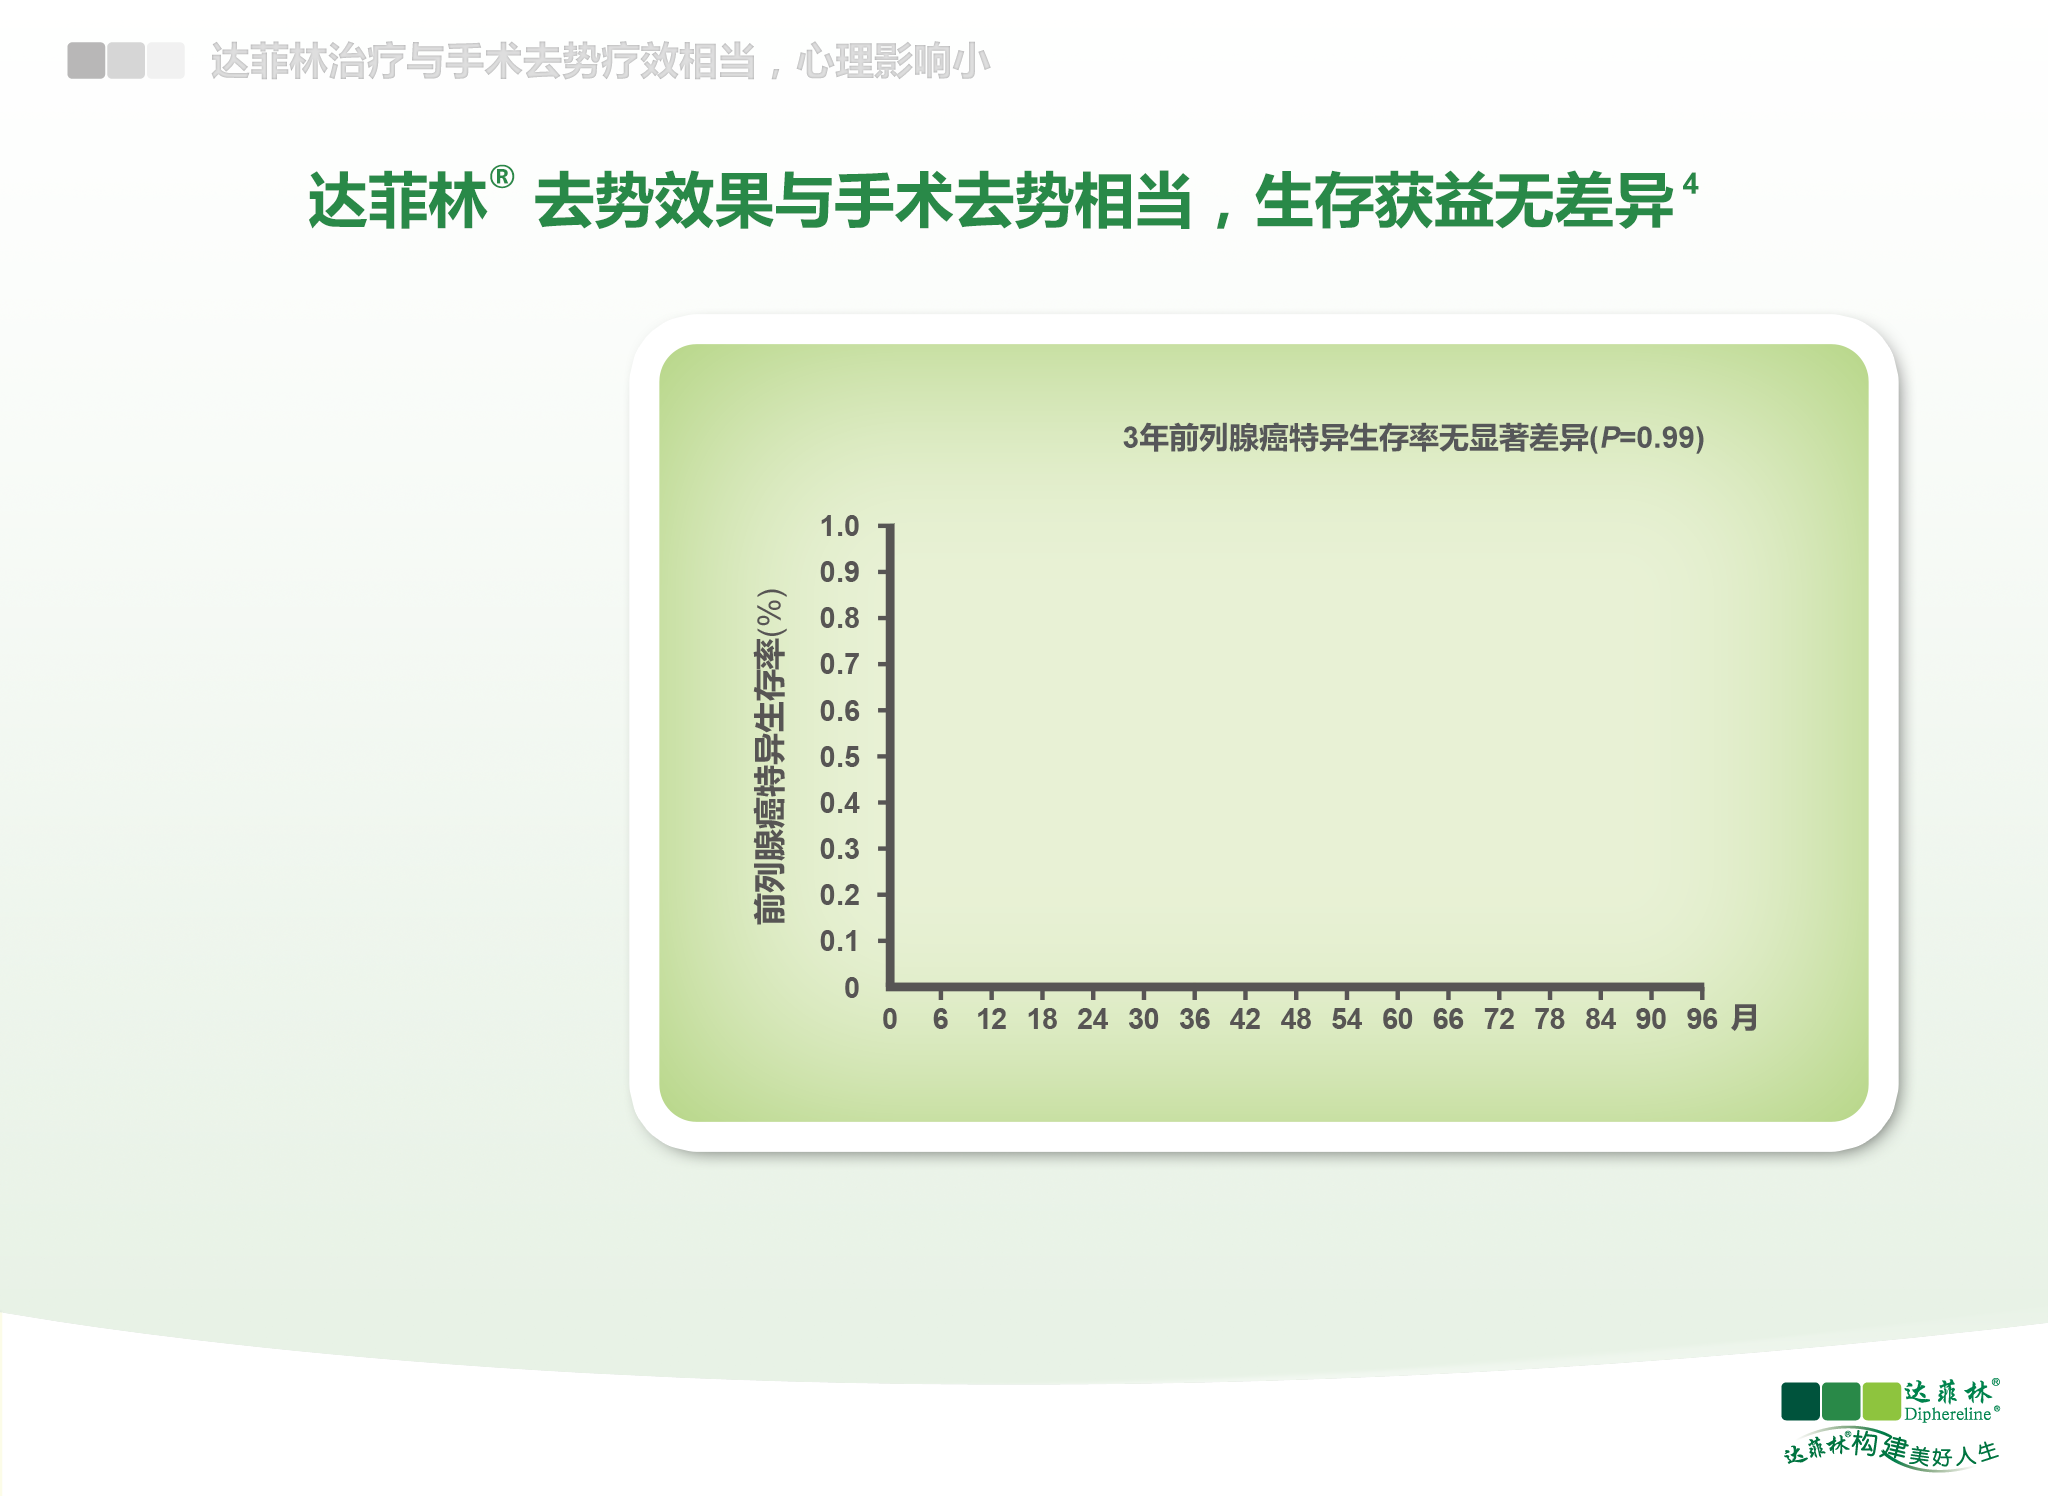 达菲林治疗与手术去势疗效相当，心理影响小
达菲林® 去势效果与手术去势相当，生存获益无差异4
3年前列腺癌特异生存率无显著差异(P=0.99)
前列腺癌特异生存率(%)
1.0
0.9
0.8
0.7
0.6
0.5
0.4
0.3
0.2
0.1
0
0 6 12 18 24 30 36 42 48 54 60 66 72 78 84 90 96 月
达菲林®
Diphereline®
达菲林®构建美好人生